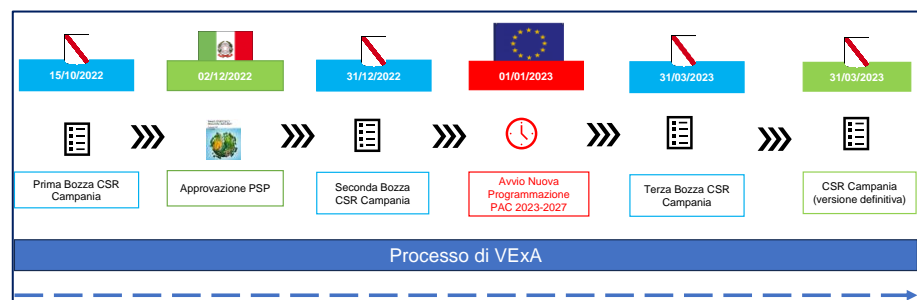 15/10/2022
02/12/2022
31/12/2022
01/01/2023
31/03/2023
31/03/2023
Prima Bozza CSR
Campania
Approvazione PSP
Seconda Bozza
CSR Campania
Avvio Nuova
Programmazione
PAC 2023-2027
Terza Bozza CSR
Campania
CSR Campania
(versione definitiva)
Processo di VExA